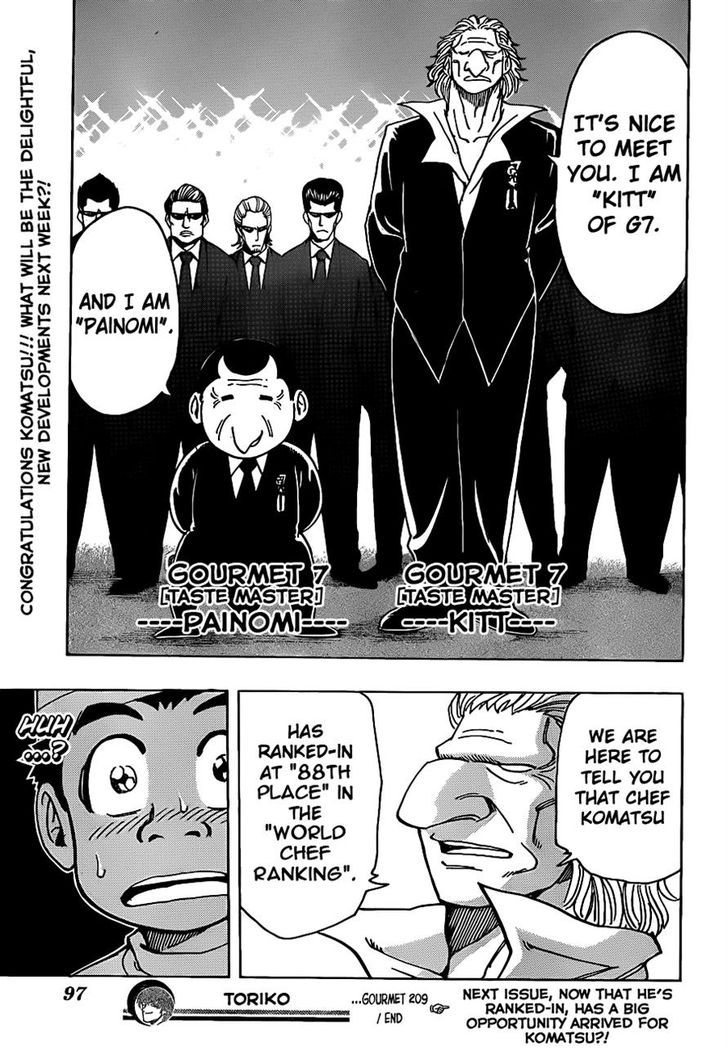 CONGRATULATIONS KOMATSU!!! WHAT WILL BE THE DELIGHTFUL,
NEW DEVELOPMENTS NEXT WEEK?!
IT'S NICE
TO MEET
YOU. I AM
"KITT"
OF G7.
AND I AM
"PAINOMI".
GOURMET 7
[TASTE MASTER]
----PAINOMI----
GOURMET 7
[TASTE MASTER]
----KITT----
WE ARE
HERE TO
TELL YOU
THAT CHEF
KOMATSU
HAS
RANKED-IN
AT "88TH
PLACE" IN
THE
"WORLD
CHEF
RANKING".
HUH
...?
97
TORIKO
...GOURMET 209
/ END
NEXT ISSUE, NOW THAT HE'S
RANKED-IN, HAS A BIG
OPPORTUNITY ARRIVED FOR
KOMATSU?!